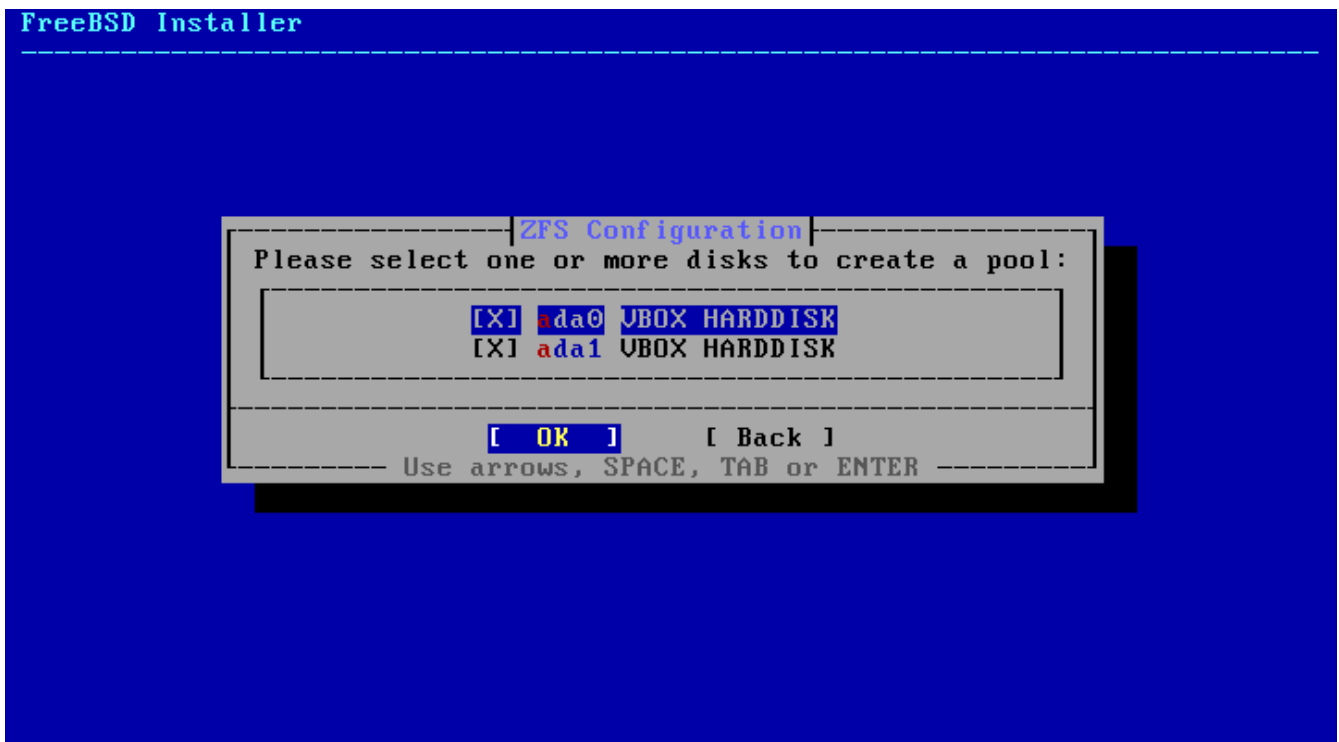 FreeBSD Installer
ZFS Configuration
Please select one or more disks to create a pool:
[X] ada0 VBOX HARDDISK
[X] ada1 VBOX HARDDISK
[ OK ] [ Back ]
Use arrows, SPACE, TAB or ENTER